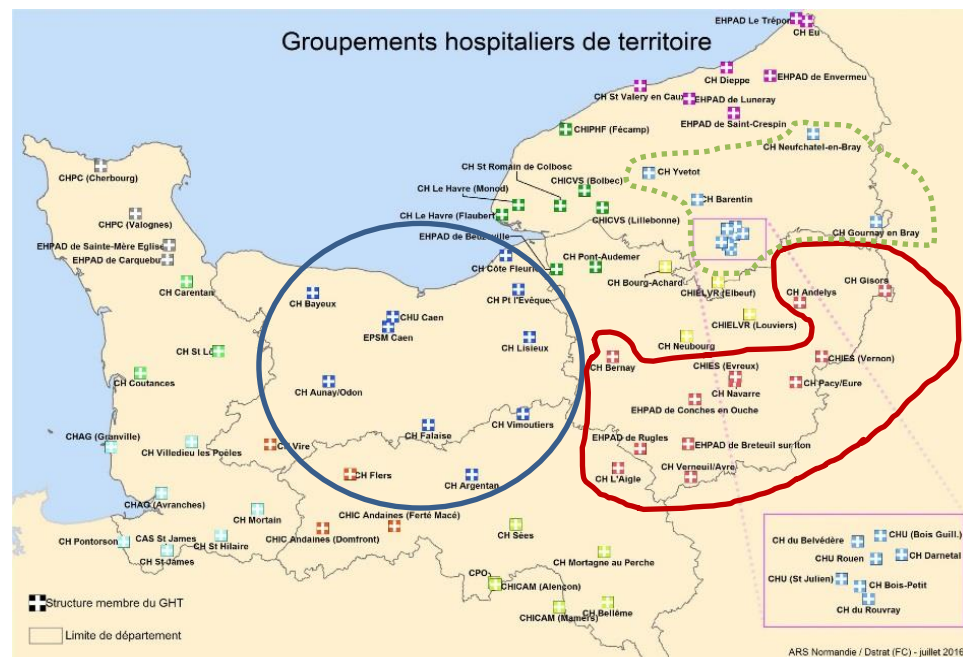 Groupements hospitaliers de territoire
EHPAD Le Trépor
CH Eu
CH Dieppe
EHPAD de Envermeu
CH St Valery en Caux
EHPAD de Luneray
EHPAD de Saint-Crespin
CHIPHF (Fécamp)
CH Neufchatel-en-Bray
CH St Romain de Colbosc
CH Yvetot
CHPC (Cherbourg)
CH Le Havre (Monod)
CHICVS (Bolbec)
CH Barentin
CHPC (Valognes)
CH Le Havre (Flaubert)
CHICVS (Lillebonne)
CH Gournay en Bray
EHPAD de Beuzeville
EHPAD de Sainte-Mère Eglise
EHPAD de Carquebut
CH Côte Fleurie
CH Pont-Audemer
CH Bourg-Achard
CH Gisors
CH Carentan
CHIELVR (Elbeuf)
CH Andelys
CH Bayeux
CH Pt l'Evêque
CHU Caen
EPSM Caen
CHIELVR (Louviers)
CH Lisieux
CH Neubourg
CH St Lô
CHIES (Vernon)
CH Bernay
CHIES (Evreux)
CH Coutances
CH Aunay/Odon
CH Navarre
CH Pacy/Eure
EHPAD de Conches en Ouche
CH Falaise
CH Vimoutiers
CHAG (Granville)
CH Villedieu les Poëles
CH Vire
EHPAD de Rugles
EHPAD de Breteuil sur Iton
CH Flers
CH Argentan
CH L'Aigle
CH Verneuil/Avre
CHAG (Avranches)
CH Mortain
CHIC Andaines (Ferté Macé)
CH Pontorson
CAS St James
CH St Hilaire
CHIC Andaines (Domfront)
CH Sées
CH St James
CH Mortagne au Perche
CPO
CHICAM (Alençon)
CHICAM (Mamers)
CH Bellême
CH du Belvédère
CHU (Bois Guill.)
CHU Rouen
CH Darnetal
CHU (St Julien)
CH Bois-Petit
CH du Rouvray
Structure membre du GHT
Limite de département
ARS Normandie / Dstrat (FC) - juillet 2016